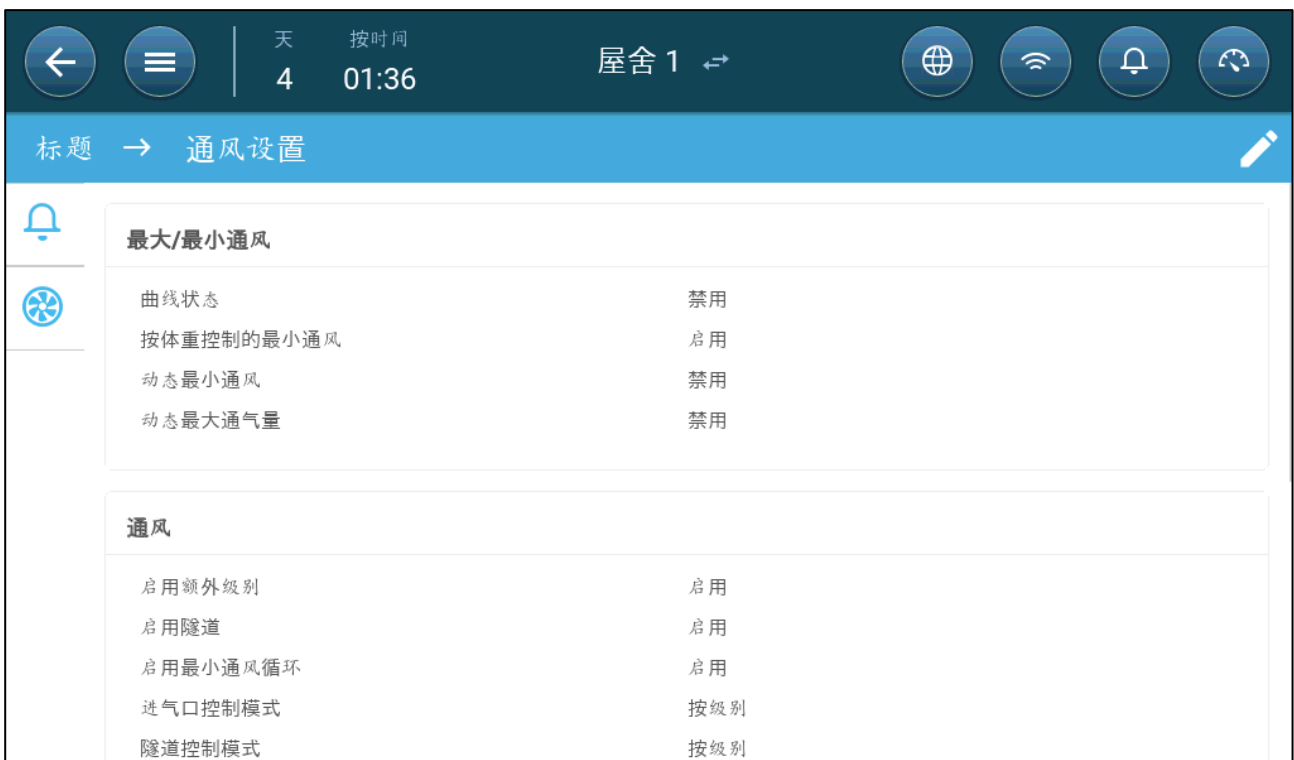 天 按时间
4 01:36
屋舍 1
标题 → 通风设置
最大/最小通风
曲线状态 禁用
按体重控制的最小通风 启用
动态最小通风 禁用
动态最大通气量 禁用
通风
启用额外级别 启用
启用隧道 启用
启用最小通风循环 启用
进气口控制模式 按级别
隧道控制模式 按级别